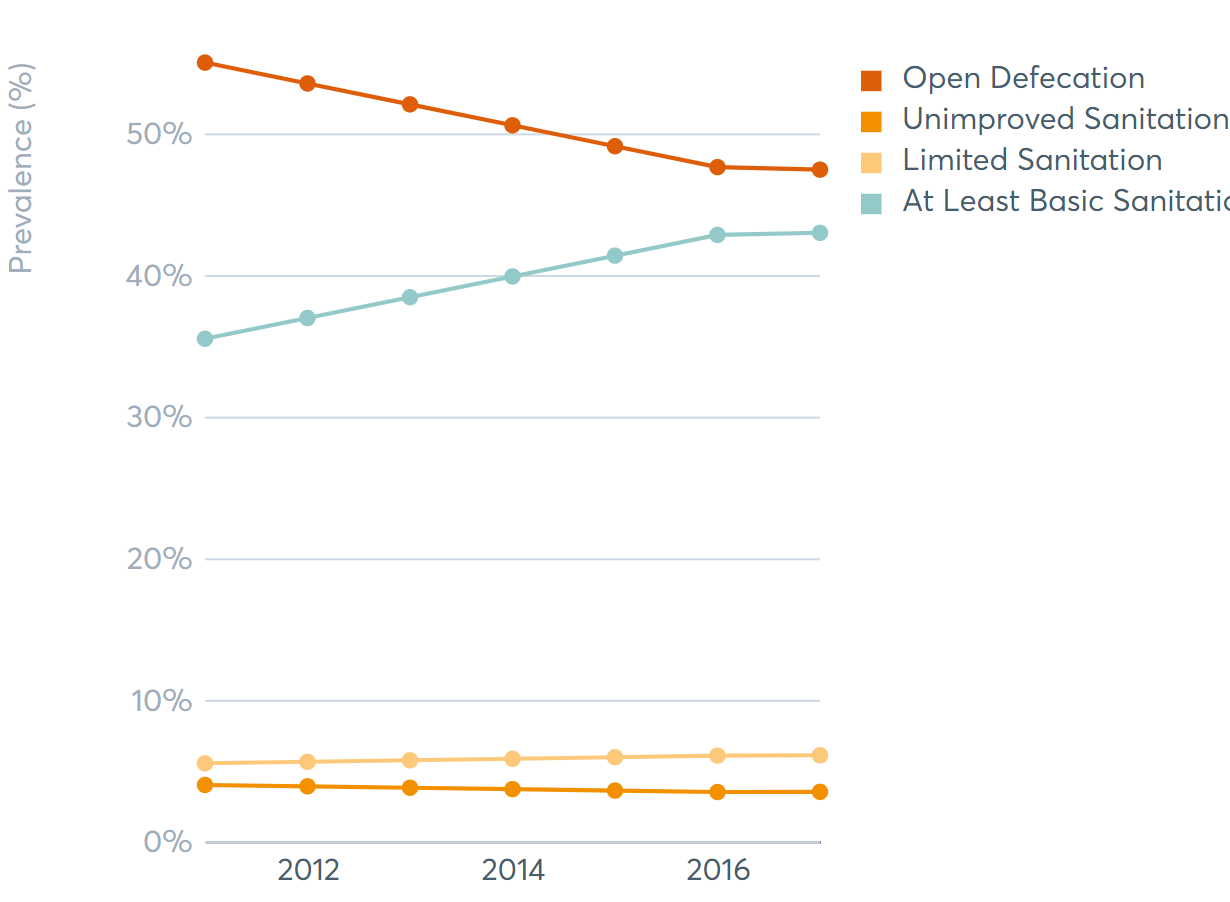 Prevalence (%)
50%
40%
30%
20%
10%
0%
2012
2014
2016
Open Defecation
Unimproved Sanitation
Limited Sanitation
At Least Basic Sanitatio